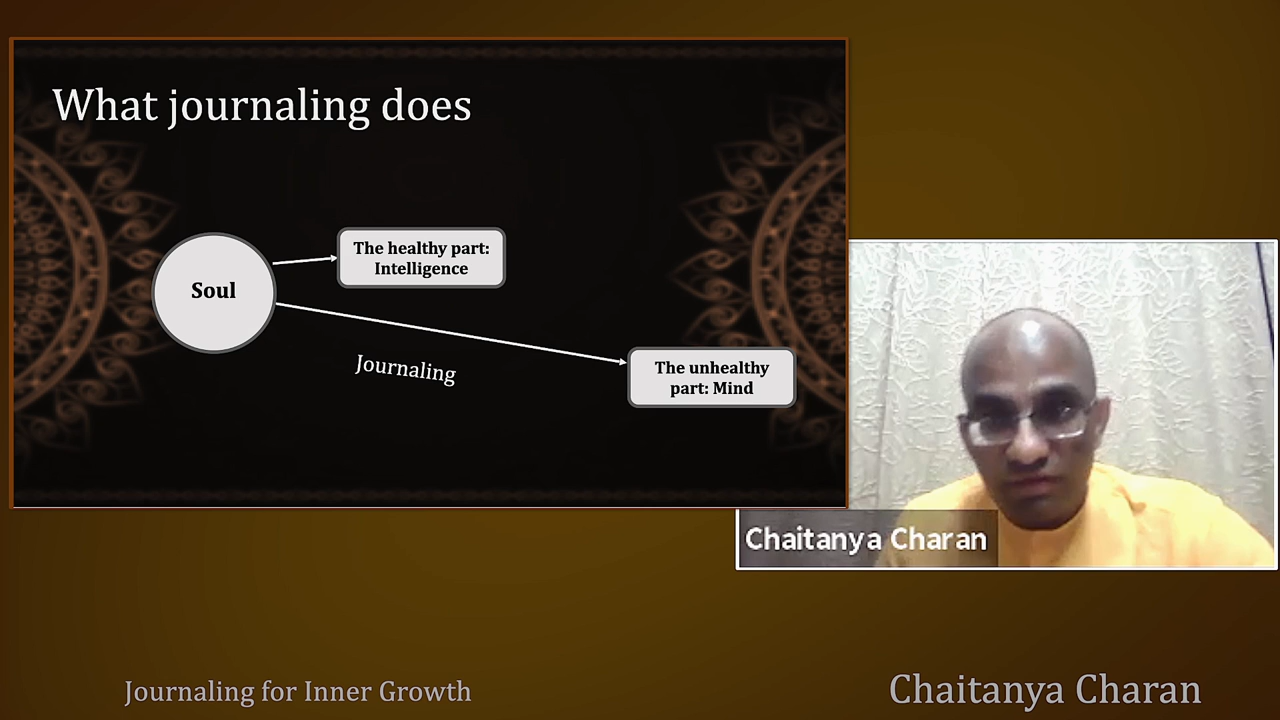 What journaling does
Soul
The healthy part:
Intelligence
Journaling
The unhealthy
part: Mind
Chaitanya Charan
Journaling for Inner Growth
Chaitanya Charan